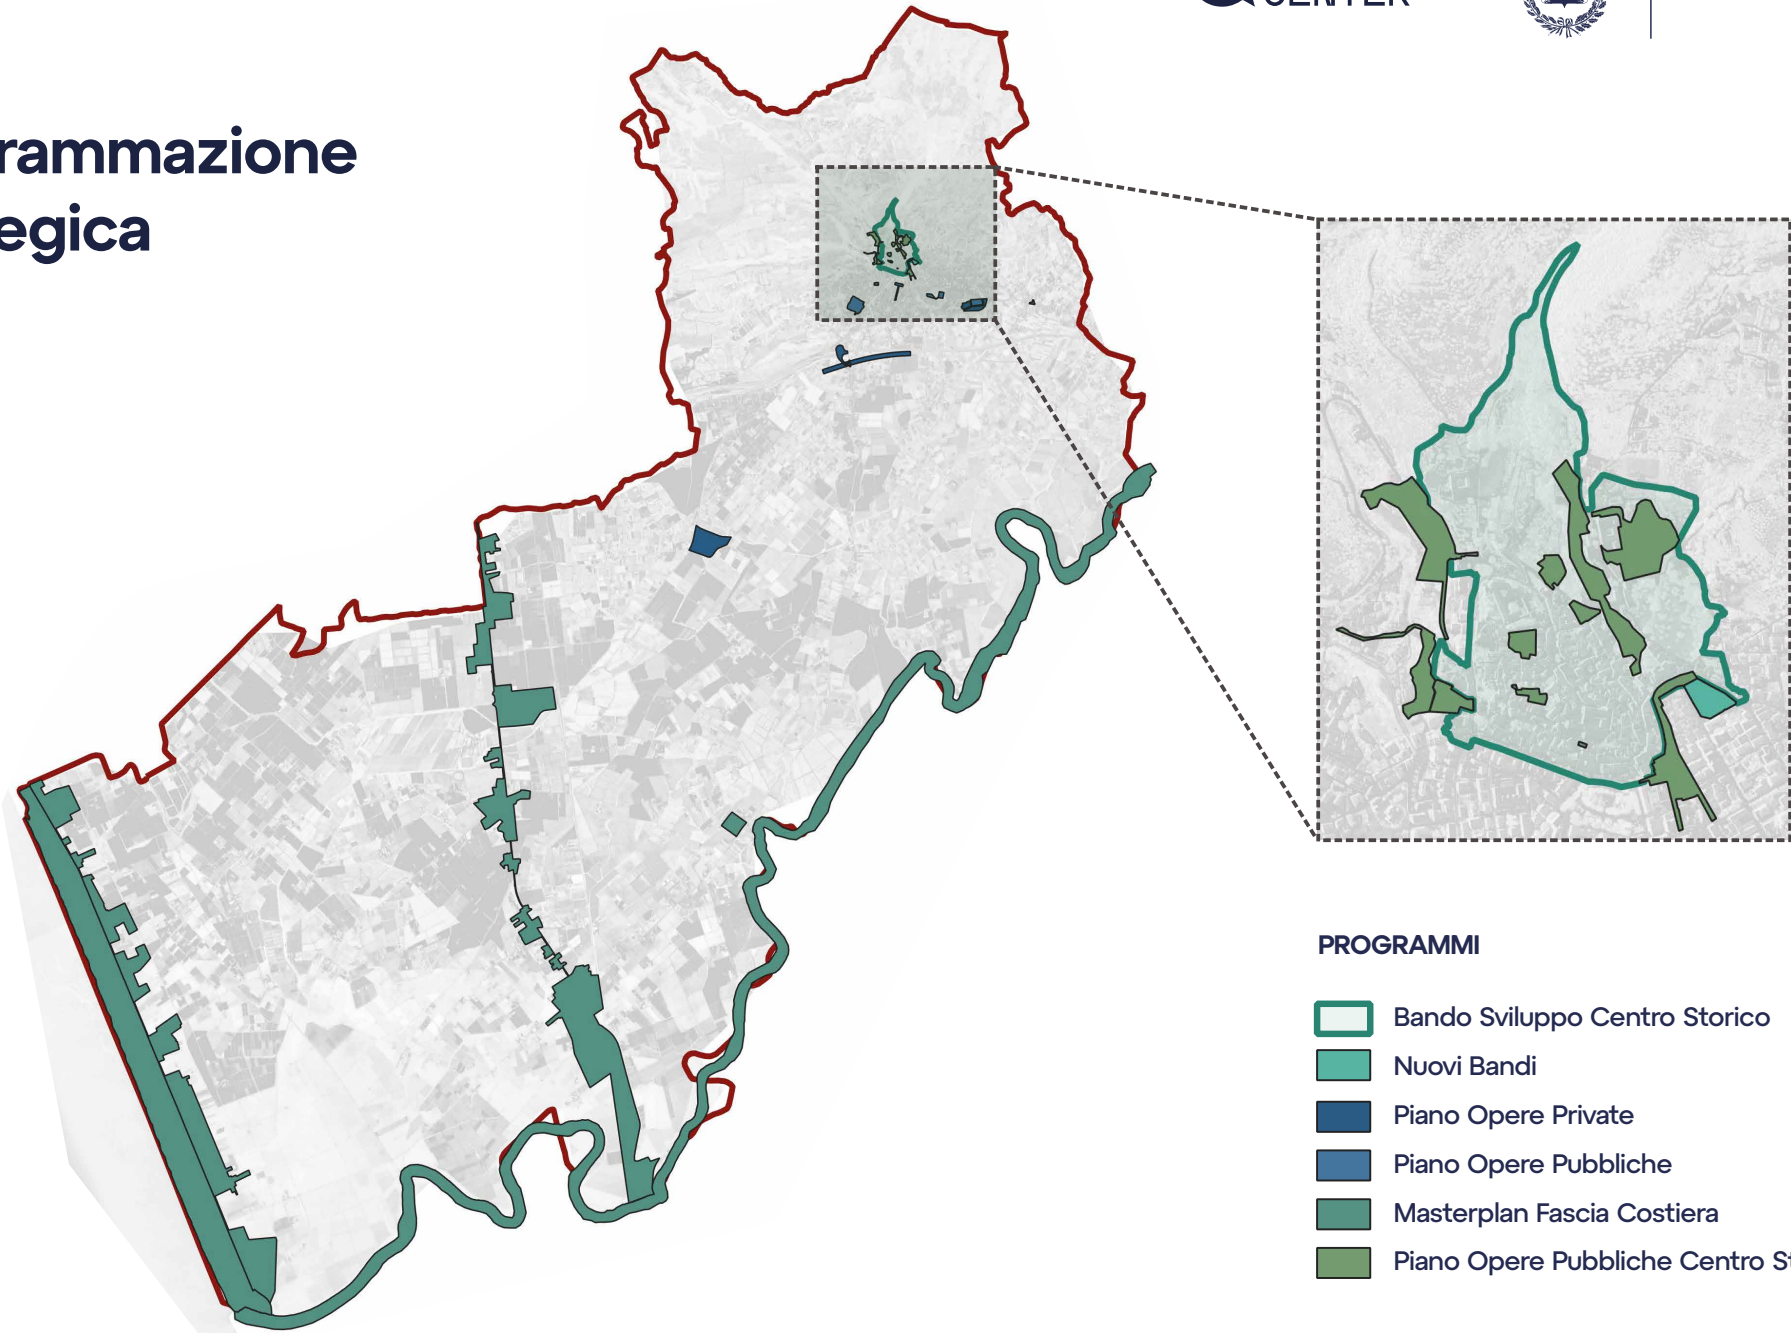 CENTER
rammazione
egica
PROGRAMMI
Bando Sviluppo Centro Storico
Nuovi Bandi
Piano Opere Private
Piano Opere Pubbliche
Masterplan Fascia Costiera
Piano Opere Pubbliche Centro St